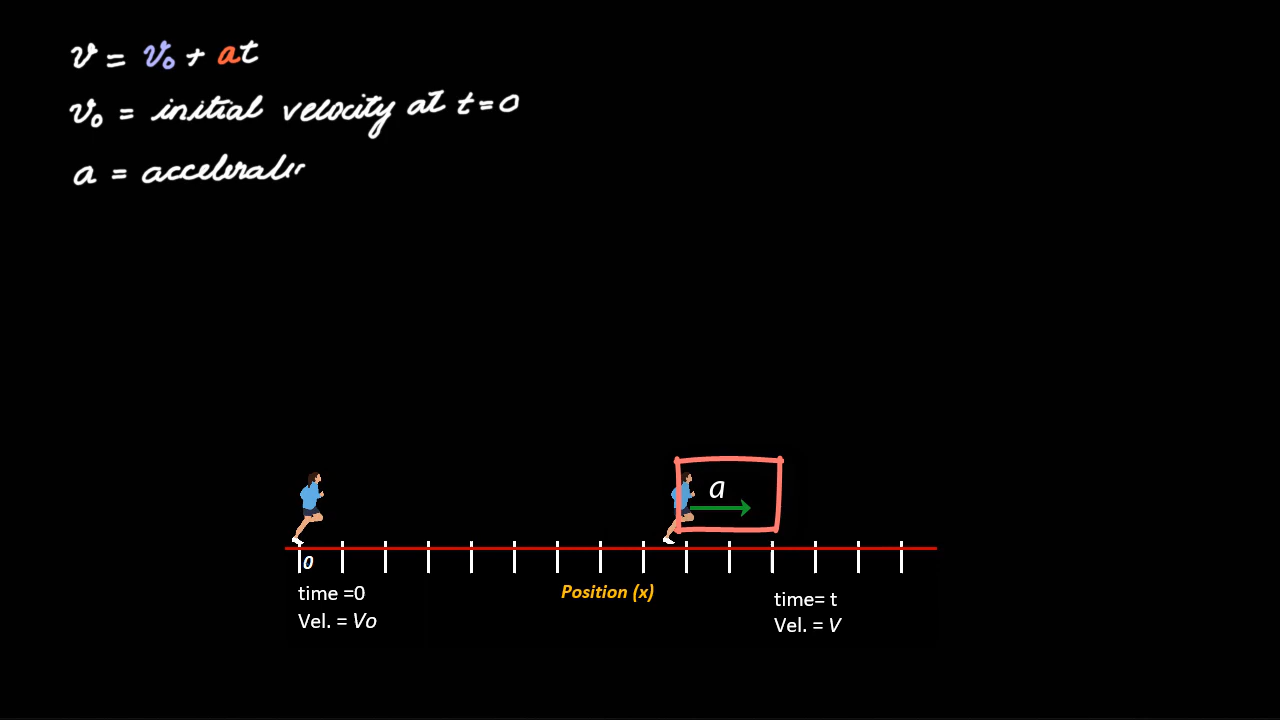 v = v₀ + at
v₀ = initial velocity at t = 0
a =
a
0
time =0
Vel. = Vo
Position (x)
time= t
Vel. = V